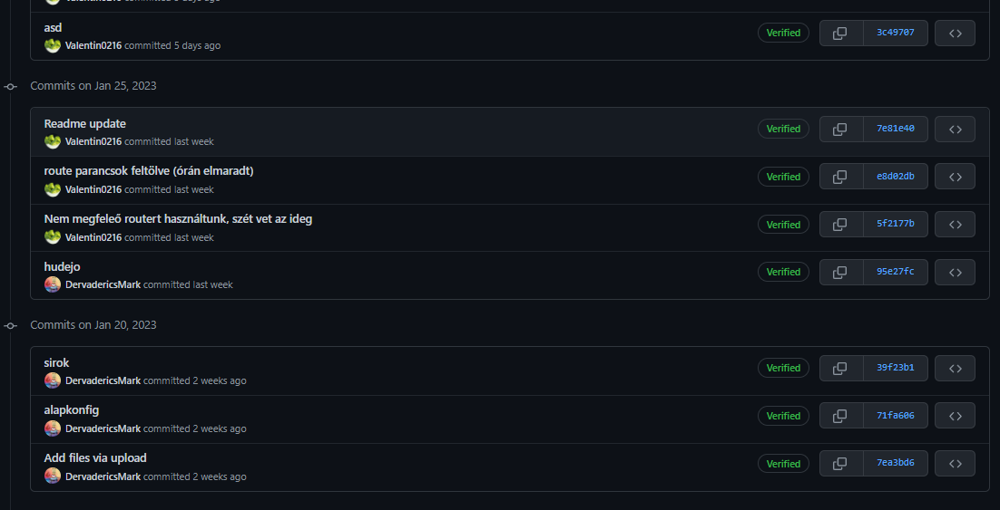 asd
Valentin0216 committed 5 days ago
Verified
3c49707
Commits on Jan 25, 2023
Readme update
Valentin0216 committed last week
Verified
7e81e40
route parancsok feltölve (órán elmaradt)
Valentin0216 committed last week
Verified
e8d02db
Nem megfeleő routert használtunk, szét vet az ideg
Valentin0216 committed last week
Verified
5f2177b
hudejo
DervadericsMark committed last week
Verified
95e27fc
Commits on Jan 20, 2023
sirok
DervadericsMark committed 2 weeks ago
Verified
39f23b1
alapkonfig
DervadericsMark committed 2 weeks ago
Verified
71fa606
Add files via upload
DervadericsMark committed 2 weeks ago
Verified
7ea3bd6